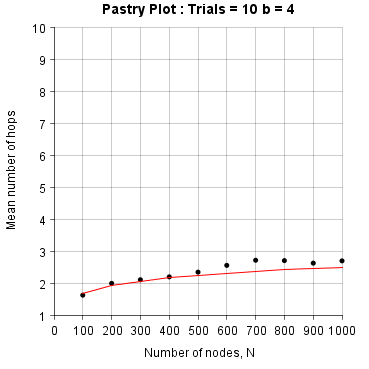 Pastry Plot : Trials = 10 b = 4
10
9
8
7
6
5
4
3
2
1
Mean number of hops
0 100 200 300 400 500 600 700 800 900 1000
Number of nodes, N